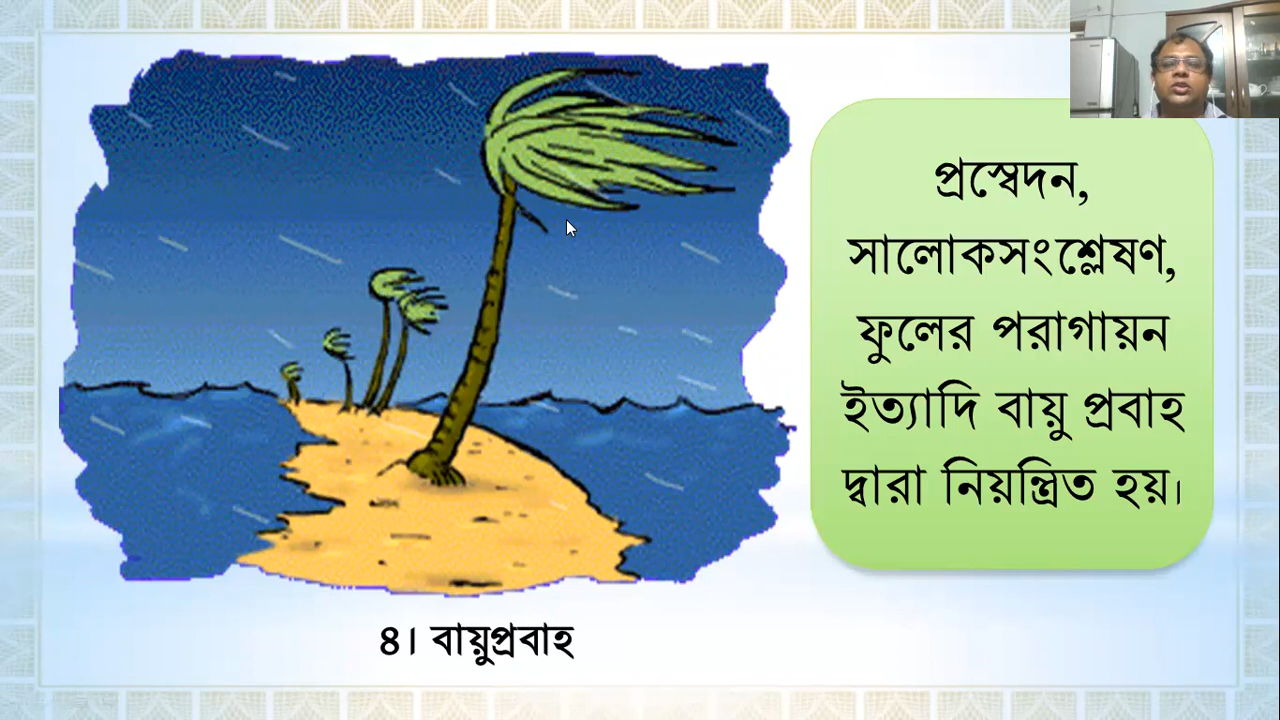 প্রস্বেদন,
সালোকসংশ্লেষণ,
ফুলের পরাগায়ন
ইত্যাদি বায়ু প্রবাহ
দ্বারা নিয়ন্ত্রিত হয়।
৪। বায়ুপ্রবাহ